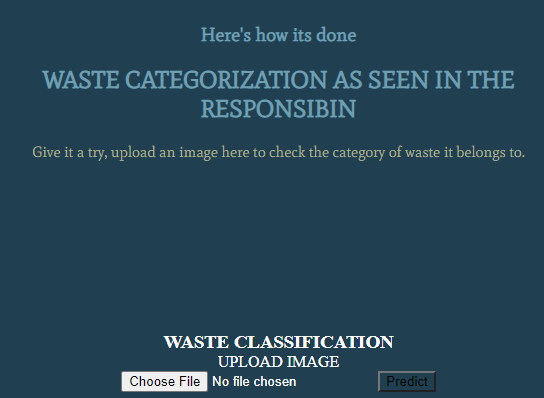 Here's how its done
WASTE CATEGORIZATION AS SEEN IN THE
RESPONSIBIN
Give it a try, upload an image here to check the category of waste it belongs to.
WASTE CLASSIFICATION
UPLOAD IMAGE
Choose File No file chosen Predict